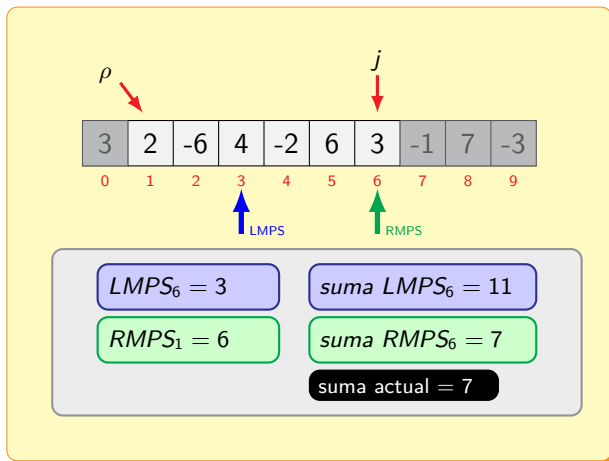 ρ j
3 2 -6 4 -2 6 3 -1 7 -3
0 1 2 3 4 5 6 7 8 9
LMPS RMPS
LMPS₆ = 3 suma LMPS₆ = 11
RMPS₁ = 6 suma RMPS₆ = 7
suma actual = 7